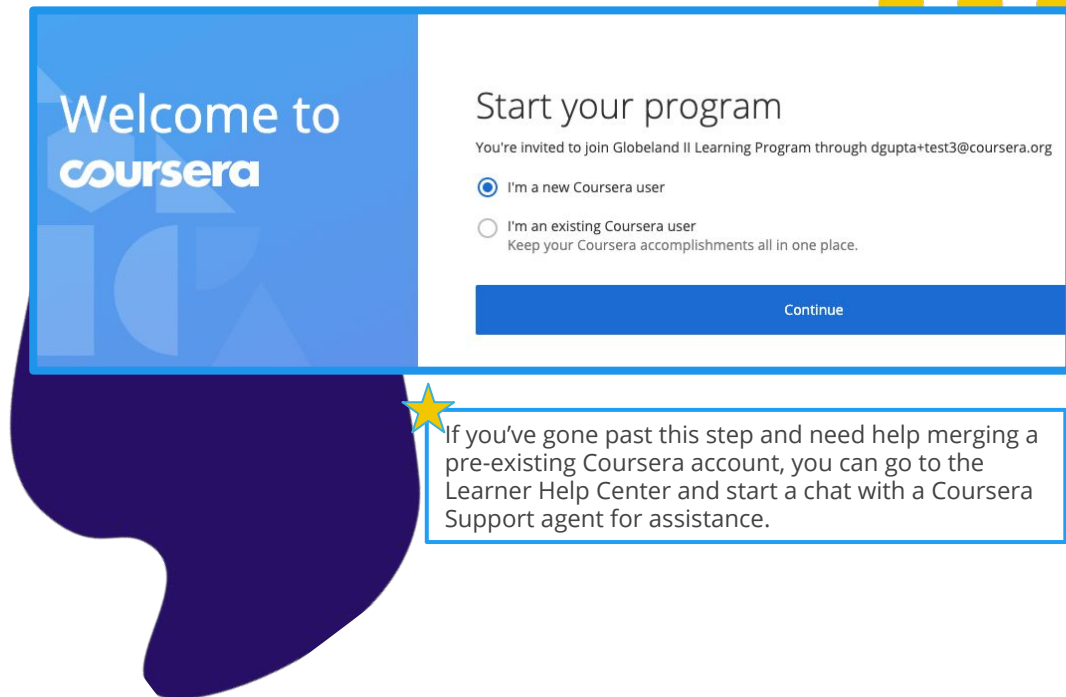 Welcome to
coursera
Start your program
You're invited to join Globeland II Learning Program through dgupta+test3@coursera.org
I'm a new Coursera user
I'm an existing Coursera user
Keep your Coursera accomplishments all in one place.
Continue
If you’ve gone past this step and need help merging a
pre-existing Coursera account, you can go to the
Learner Help Center and start a chat with a Coursera
Support agent for assistance.